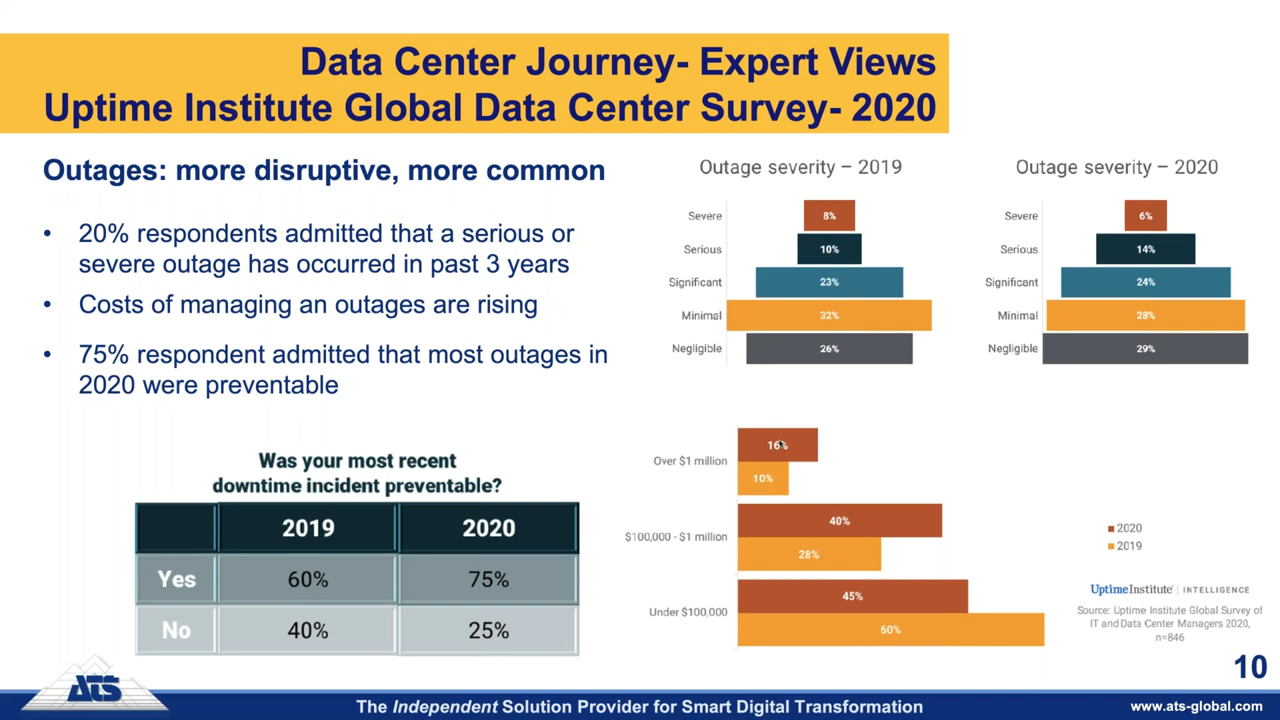 Data Center Journey- Expert Views
Uptime Institute Global Data Center Survey- 2020
Outages: more disruptive, more common
• 20% respondents admitted that a serious or
severe outage has occurred in past 3 years
• Costs of managing an outages are rising
• 75% respondent admitted that most outages in
2020 were preventable
Was your most recent
downtime incident preventable?
2019 2020
Yes 60% 75%
No 40% 25%
Outage severity – 2019
Severe 8%
Serious 10%
Significant 23%
Minimal 32%
Negligible 26%
Outage severity – 2020
Severe 6%
Serious 14%
Significant 24%
Minimal 28%
Negligible 29%
Over $1 million
16%
10%
$100,000 - $1 million
40%
28%
Under $100,000
45%
60%
2020
2019
UptimeInstitute® | INTELLIGENCE
Source: Uptime Institute Global Survey of
IT and Data Center Managers 2020,
n=846
10
ATS
The Independent Solution Provider for Smart Digital Transformation
www.ats-global.com